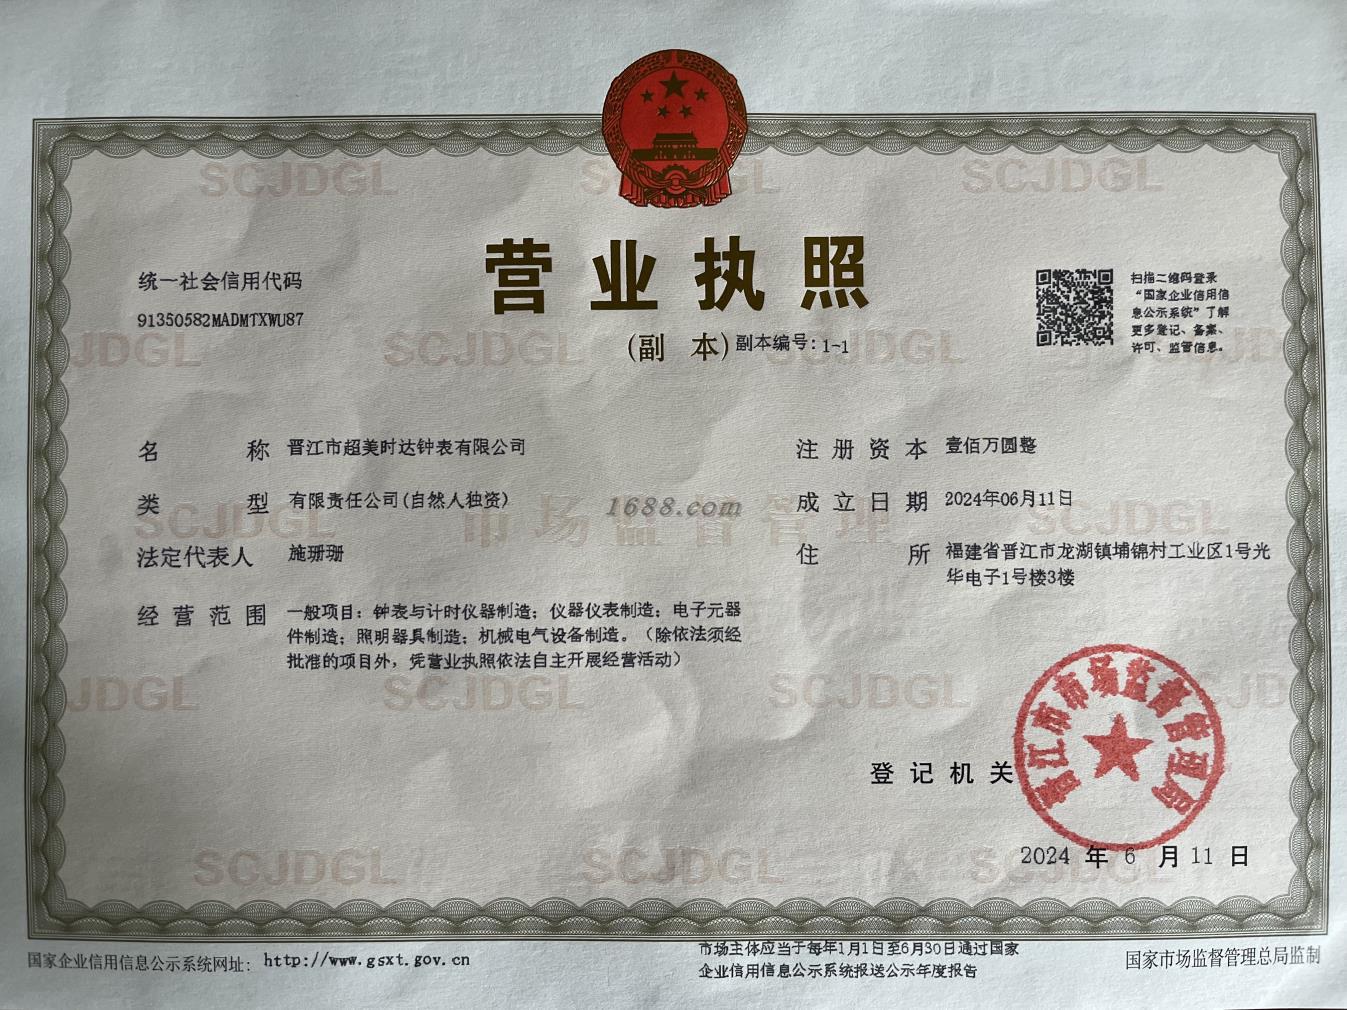 营业执照
(副 本) 副本编号: 1-1
统一社会信用代码
91350582MADMTXWU87
扫描二维码登录
“国家企业信用信
息公示系统”了解
更多登记、备案、
许可、监管信息。
名称 晋江市超美时达钟表有限公司
类型 有限责任公司(自然人独资)
法定代表人 施珊珊
经营范围 一般项目：钟表与计时仪器制造；仪器仪表制造；电子元器
件制造；照明器具制造；机械电气设备制造。（除依法须经
批准的项目外，凭营业执照依法自主开展经营活动）
注册资本 壹佰万圆整
成立日期 2024年06月11日
住所 福建省晋江市龙湖镇埔锦村工业区1号光
华电子1号楼3楼
1688.com
SCJDGL
市场监督管理
登记机关
晋江市市场监督管理局
2024 年 6 月 11 日
国家企业信用信息公示系统网址: http://www.gsxt.gov.cn
市场主体应当于每年1月1日至6月30日通过国家
企业信用信息公示系统报送公示年度报告
国家市场监督管理总局监制